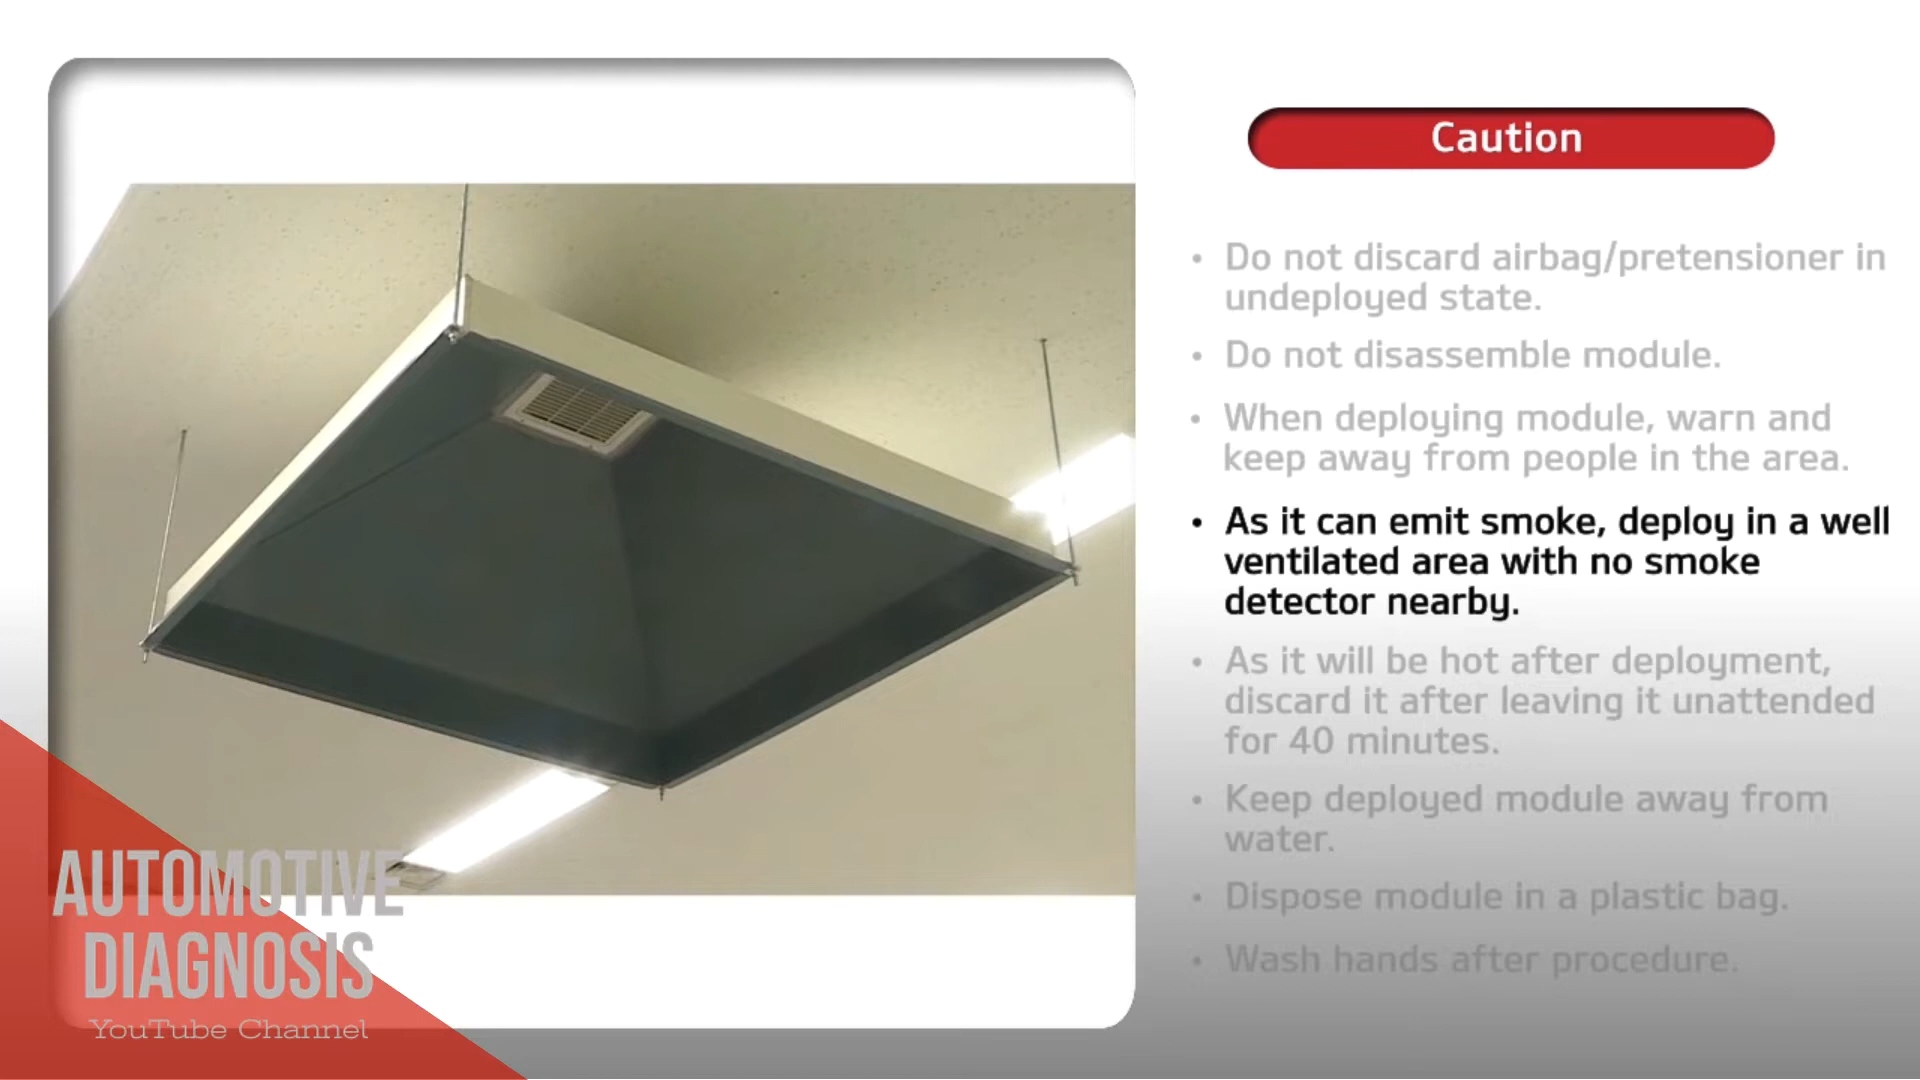 Caution
• Do not discard airbag/pretensioner in
undeployed state.
• Do not disassemble module.
• When deploying module, warn and
keep away from people in the area.
• As it can emit smoke, deploy in a well
ventilated area with no smoke
detector nearby.
• As it will be hot after deployment,
discard it after leaving it unattended
for 40 minutes.
• Keep deployed module away from
water.
• Dispose module in a plastic bag.
• Wash hands after procedure.
AUTOMOTIVE
DIAGNOSIS
YouTube Channel